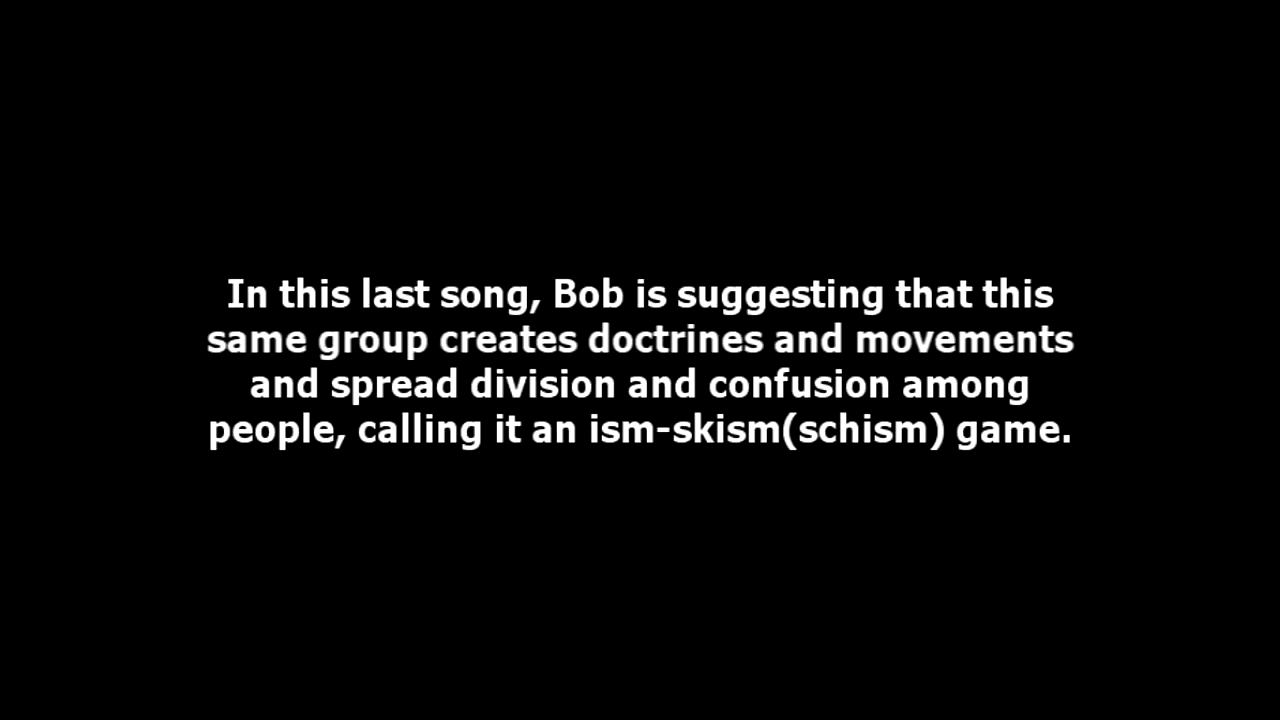 In this last song, Bob is suggesting that this
same group creates doctrines and movements
and spread division and confusion among
people, calling it an ism-skism(schism) game.